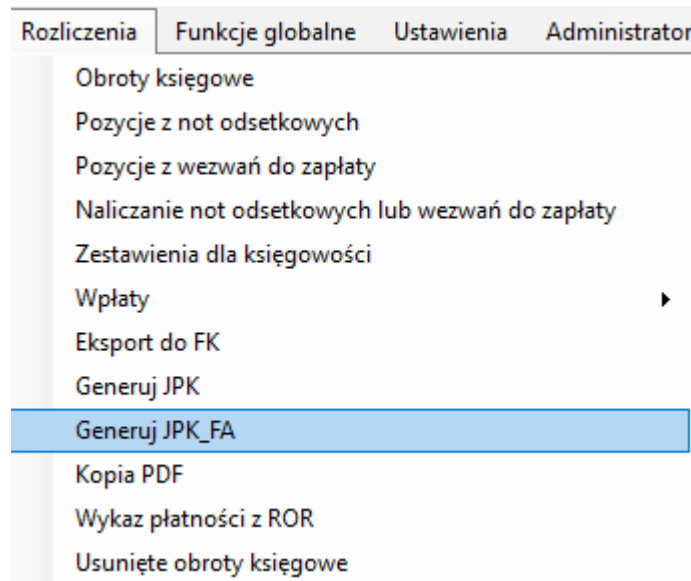 Rozliczenia Funkcje globalne Ustawienia Administrator
Obroty księgowe
Pozycje z not odsetkowych
Pozycje z wezwań do zapłaty
Naliczanie not odsetkowych lub wezwań do zapłaty
Zestawienia dla księgowości
Wpłaty
Eksport do FK
Generuj JPK
Generuj JPK_FA
Kopia PDF
Wykaz płatności z ROR
Usunięte obroty księgowe